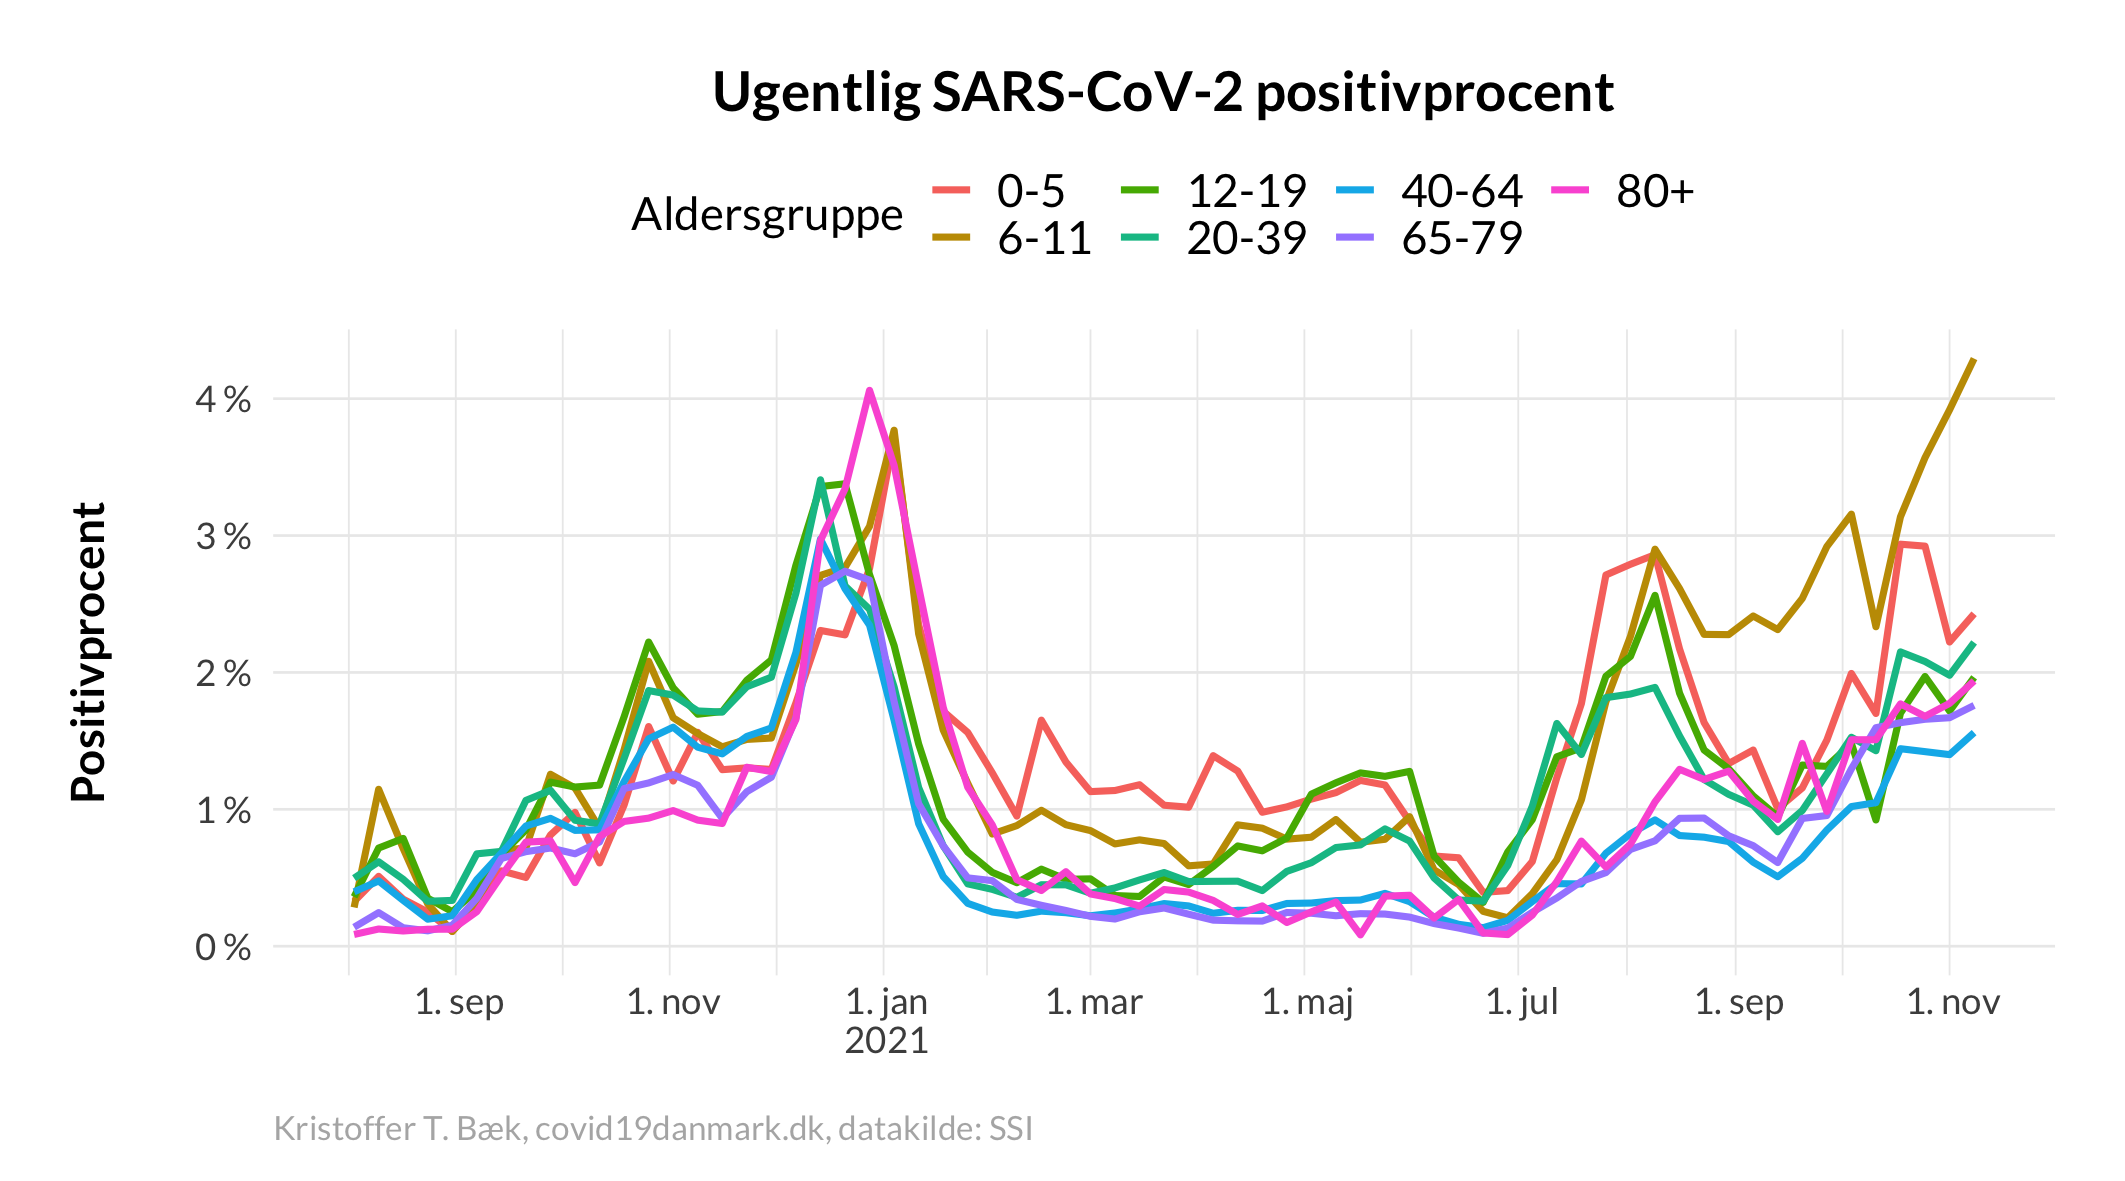 Ugentlig SARS-CoV-2 positivprocent
Aldersgruppe
0-5
12-19
40-64
80+
6-11
20-39
65-79
Positivprocent
4 %
3 %
2 %
1 %
0 %
1. sep
1. nov
1. jan
2021
1. mar
1. maj
1. jul
1. sep
1. nov
Kristoffer T. Bæk, covid19danmark.dk, datakilde: SSI